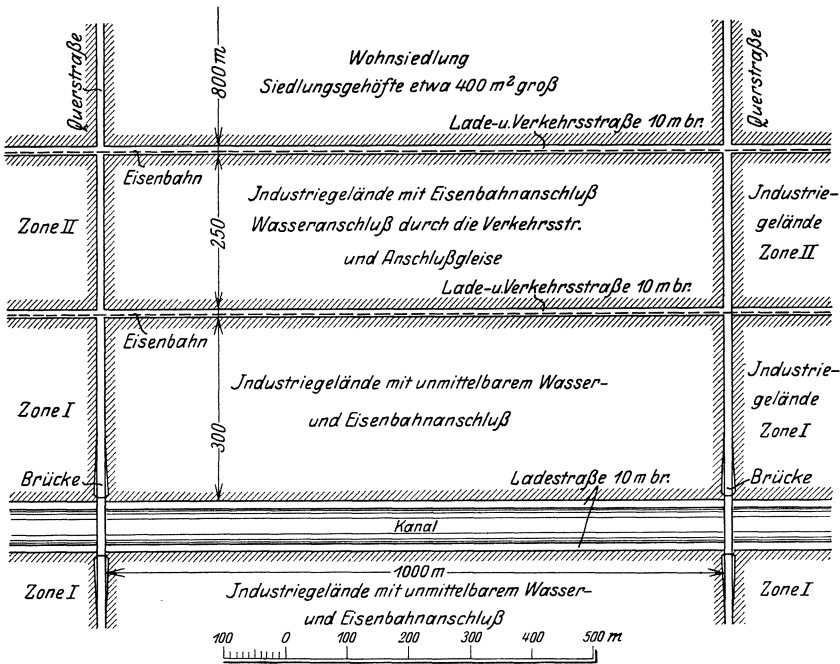 Querstraße
800 m
Wohnsiedlung
Siedlungsgehöfte etwa 400 m² groß
Querstraße
Lade-u.Verkehrsstraße 10 m br.
Eisenbahn
Zone II
250
Jndustriegelände mit Eisenbahnanschluß
Wasseranschluß durch die Verkehrsstr.
und Anschlußgleise
Jndustrie-
gelände
Zone II
Lade-u.Verkehrsstraße 10 m br.
Eisenbahn
Zone I
300
Jndustriegelände mit unmittelbarem Wasser-
und Eisenbahnanschluß
Jndustrie-
gelände
Zone I
Brücke
Ladestraße 10 m br.
Brücke
Kanal
Zone I
1000 m
Jndustriegelände mit unmittelbarem Wasser-
und Eisenbahnanschluß
Zone I
100 0 100 200 300 400 500 m